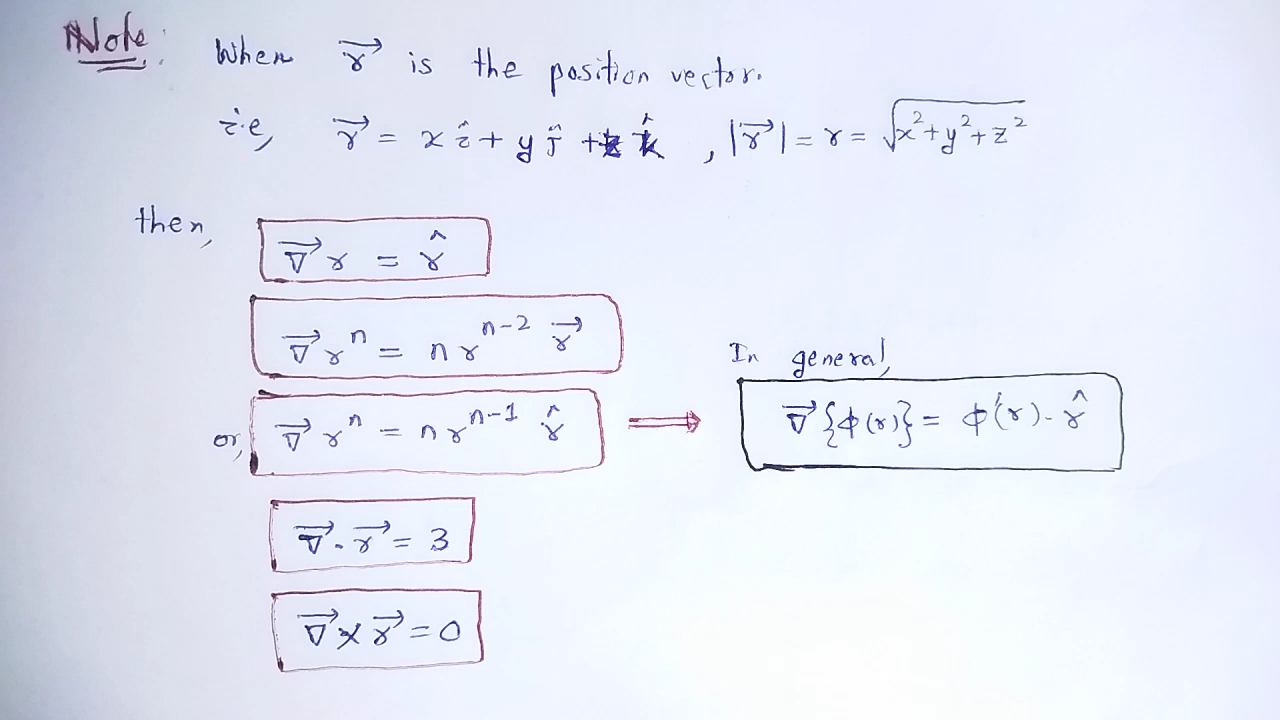 Note:
When r⃗ is the position vector.
i.e, r⃗ = x î + y ĵ + z k̂ , |r⃗| = r = √(x² + y² + z²)
then,
∇⃗ r = r̂
∇⃗ rⁿ = n rⁿ⁻² r⃗
In general,
or, ∇⃗ rⁿ = n rⁿ⁻¹ r̂ ⟹ ∇⃗ {ϕ(r)} = ϕ′(r) · r̂
∇⃗ · r⃗ = 3
∇⃗ × r⃗ = 0